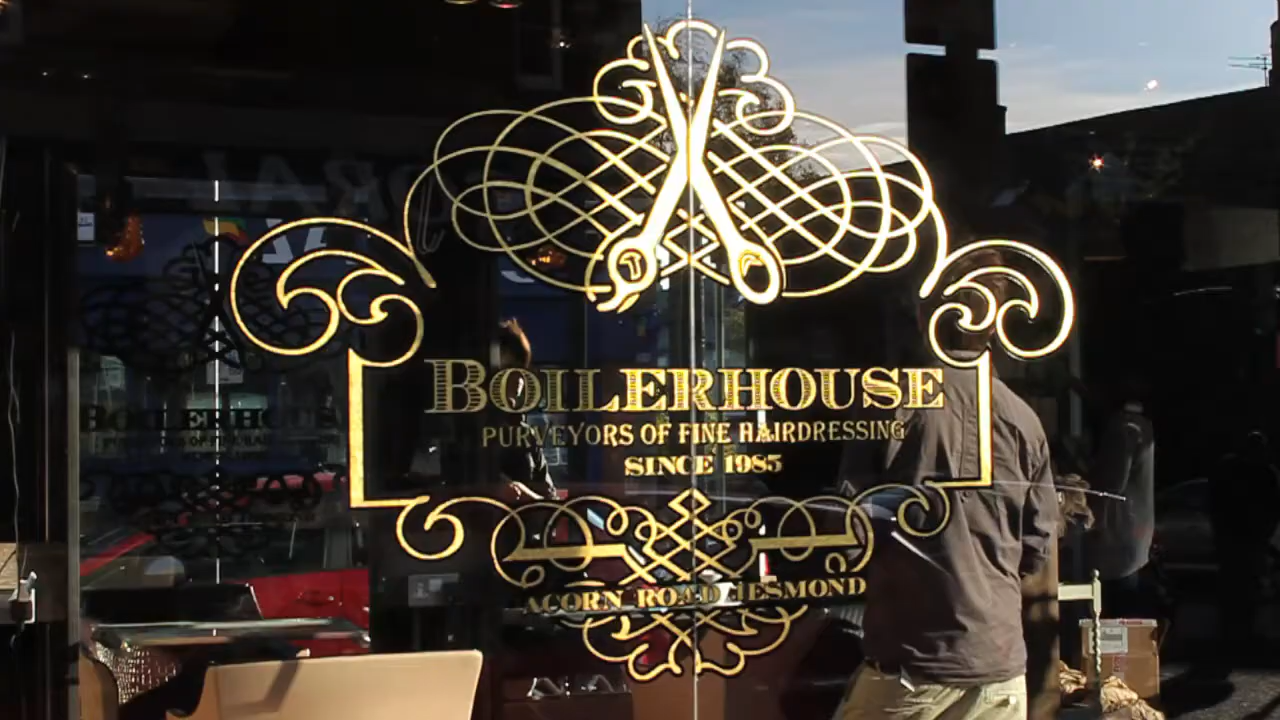 BOILERHOUSE
PURVEYORS OF FINE HAIRDRESSING
SINCE 1985
ACORN ROAD JESMOND